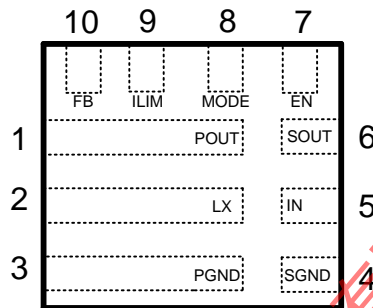 10 9 8 7
FB ILIM MODE EN
1 POUT SOUT 6
2 LX IN 5
3 PGND SGND 4